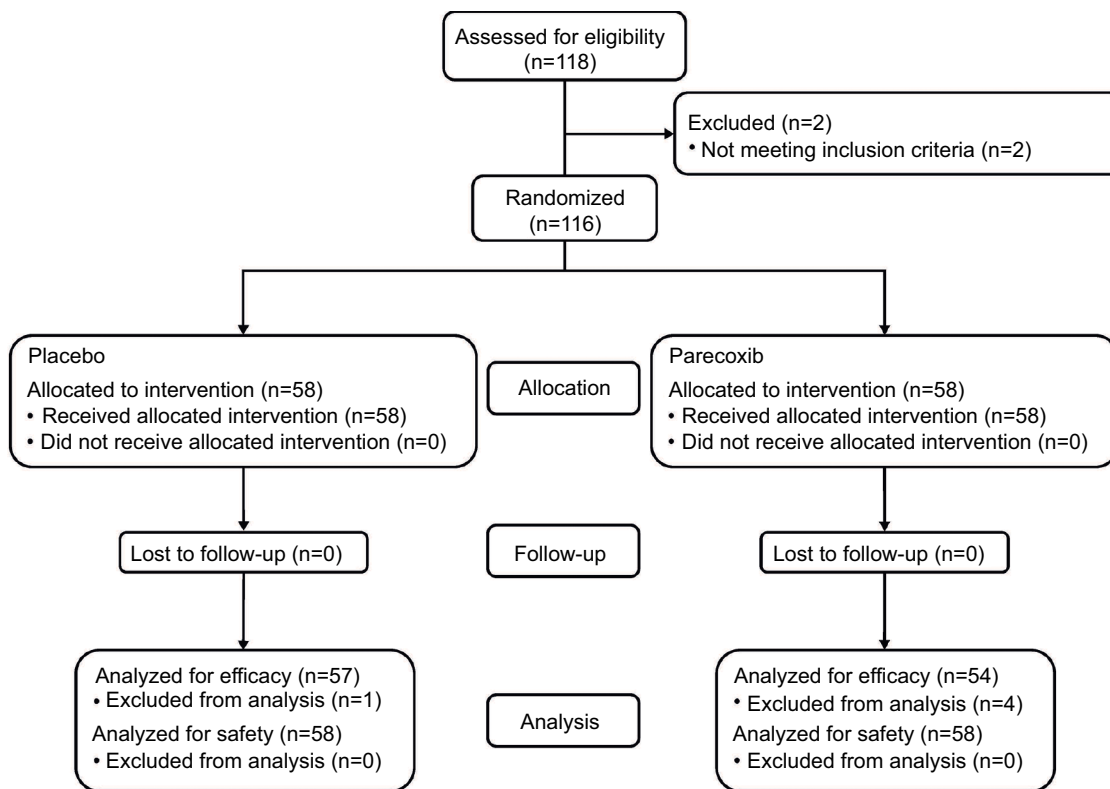 Assessed for eligibility
(n=118)
Excluded (n=2)
• Not meeting inclusion criteria (n=2)
Randomized
(n=116)
Placebo
Allocated to intervention (n=58)
• Received allocated intervention (n=58)
• Did not receive allocated intervention (n=0)
Allocation
Parecoxib
Allocated to intervention (n=58)
• Received allocated intervention (n=58)
• Did not receive allocated intervention (n=0)
Lost to follow-up (n=0)
Follow-up
Lost to follow-up (n=0)
Analyzed for efficacy (n=57)
• Excluded from analysis (n=1)
Analyzed for safety (n=58)
• Excluded from analysis (n=0)
Analysis
Analyzed for efficacy (n=54)
• Excluded from analysis (n=4)
Analyzed for safety (n=58)
• Excluded from analysis (n=0)